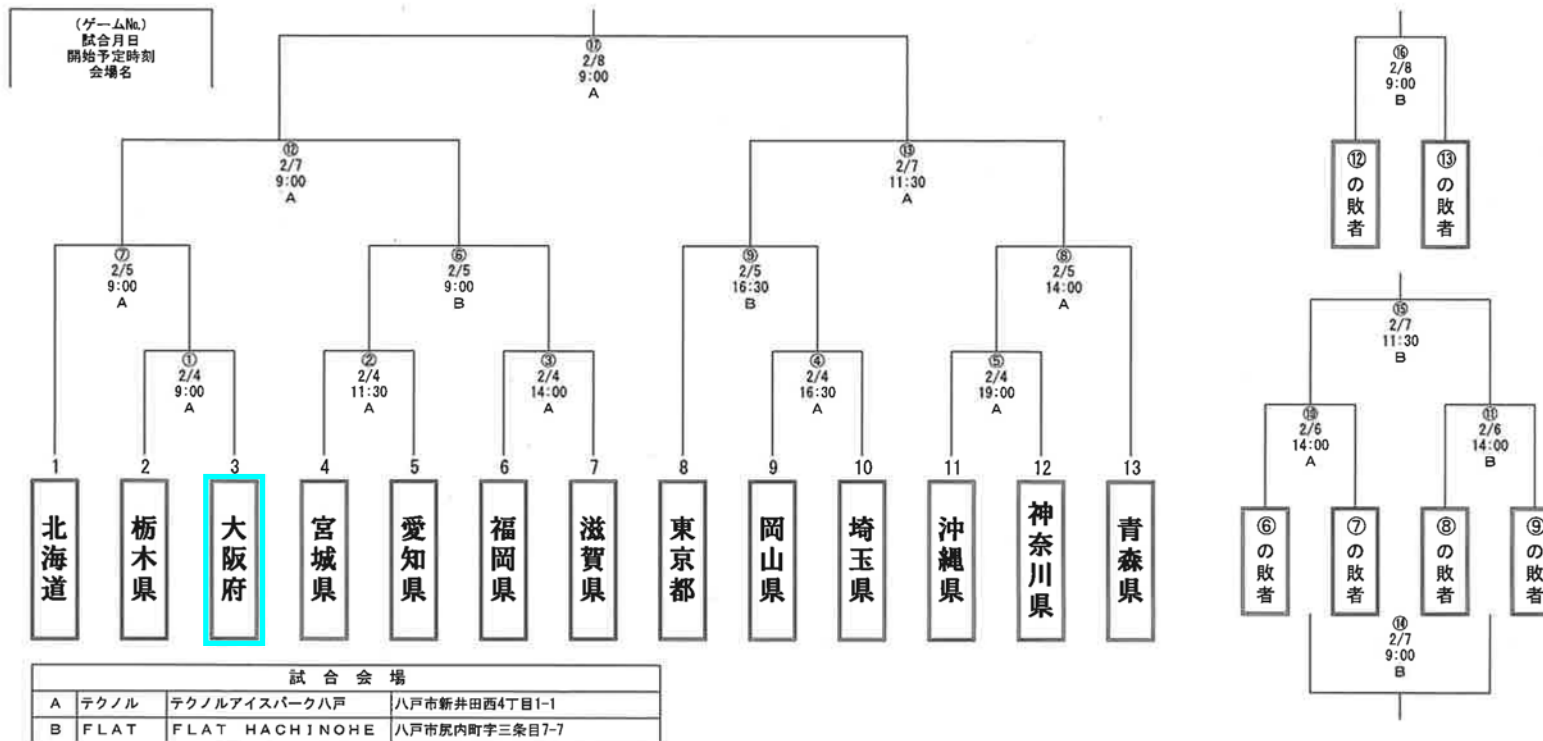 (ゲームNo.)
試合月日
開始予定時刻
会場名
⑰
2/8
9:00
A
⑫
2/7
9:00
A
⑬
2/7
11:30
A
⑦
2/5
9:00
A
⑥
2/5
9:00
B
⑨
2/5
16:30
B
⑧
2/5
14:00
A
①
2/4
9:00
A
②
2/4
11:30
A
③
2/4
14:00
A
④
2/4
16:30
A
⑤
2/4
19:00
A
1
2
3
4
5
6
7
8
9
10
11
12
13
北海道
栃木県
大阪府
宮城県
愛知県
福岡県
滋賀県
東京都
岡山県
埼玉県
沖縄県
神奈川県
青森県
⑯
2/8
9:00
B
⑫の敗者
⑬の敗者
⑮
2/7
11:30
B
⑩
2/6
14:00
A
⑪
2/6
14:00
B
⑥の敗者
⑦の敗者
⑧の敗者
⑨の敗者
⑭
2/7
9:00
B
試合会場
A テクノル テクノルアイスパーク八戸 八戸市新井田西4丁目1-1
B FLAT FLAT HACHINOHE 八戸市尻内町字三条目7-7